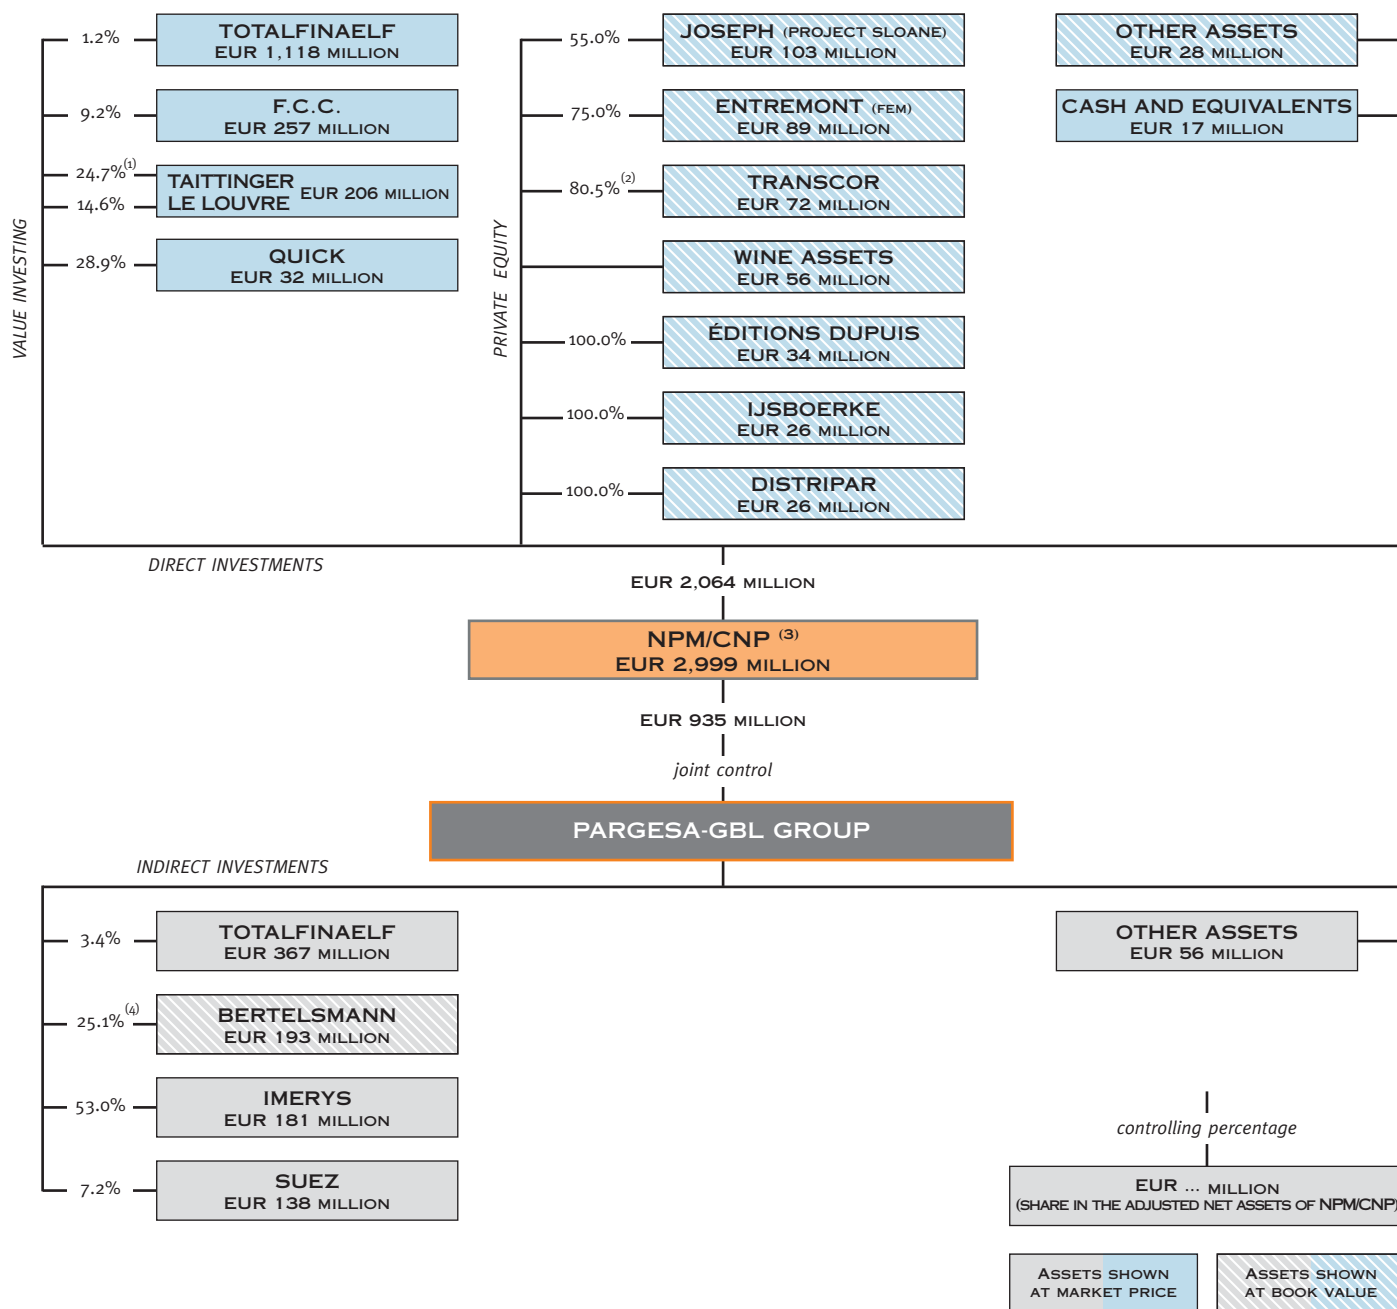 VALUE INVESTING
1.2%
TOTALFINAELF
EUR 1,118 MILLION
9.2%
F.C.C.
EUR 257 MILLION
24.7%(1)
14.6%
TAITTINGER
LE LOUVRE
EUR 206 MILLION
28.9%
QUICK
EUR 32 MILLION
PRIVATE EQUITY
55.0%
JOSEPH (PROJECT SLOANE)
EUR 103 MILLION
75.0%
ENTREMONT (FEM)
EUR 89 MILLION
80.5%(2)
TRANSCOR
EUR 72 MILLION
WINE ASSETS
EUR 56 MILLION
100.0%
ÉDITIONS DUPUIS
EUR 34 MILLION
100.0%
IJSBOERKE
EUR 26 MILLION
100.0%
DISTRIPAR
EUR 26 MILLION
OTHER ASSETS
EUR 28 MILLION
CASH AND EQUIVALENTS
EUR 17 MILLION
DIRECT INVESTMENTS
EUR 2,064 MILLION
NPM/CNP (3)
EUR 2,999 MILLION
EUR 935 MILLION
joint control
PARGESA-GBL GROUP
INDIRECT INVESTMENTS
3.4%
TOTALFINAELF
EUR 367 MILLION
25.1%(4)
BERTELSMANN
EUR 193 MILLION
53.0%
IMERYS
EUR 181 MILLION
7.2%
SUEZ
EUR 138 MILLION
OTHER ASSETS
EUR 56 MILLION
controlling percentage
EUR ... MILLION
(SHARE IN THE ADJUSTED NET ASSETS OF NPM/CNP)
ASSETS SHOWN
AT MARKET PRICE
ASSETS SHOWN
AT BOOK VALUE